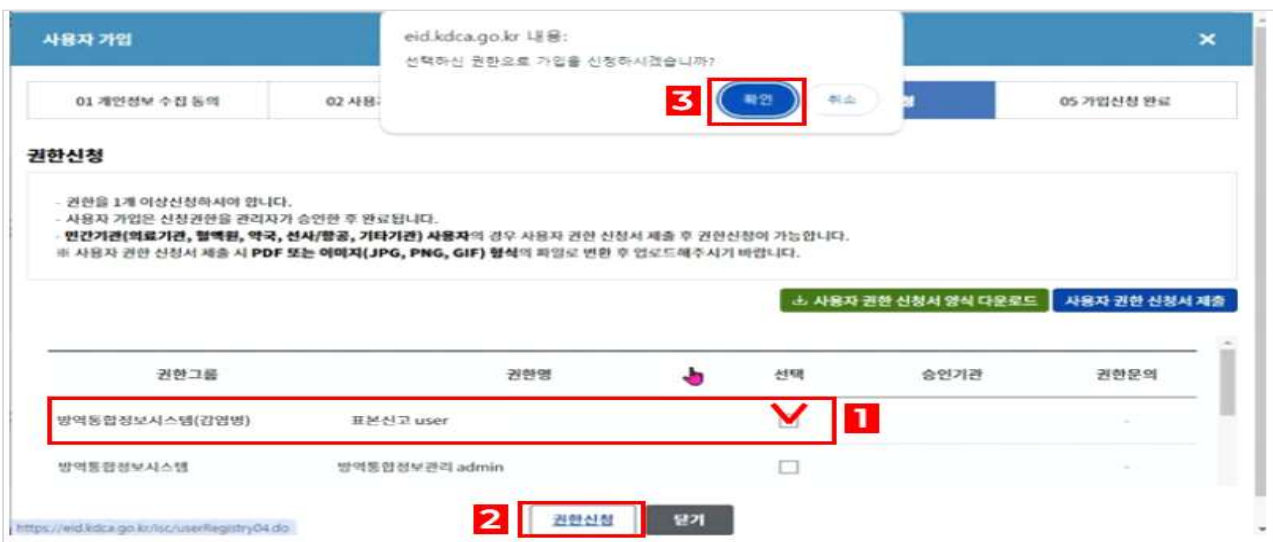 사용자 가입
eid.kdca.go.kr 내용:
선택하신 권한으로 가입을 신청하시겠습니까?
3 확인 취소
01 개인정보 수집 동의
02 사용
05 가입신청 완료
권한신청
- 권한을 1개 이상신청하셔야 합니다.
- 사용자 가입은 신청권한을 관리자가 승인한 후 완료됩니다.
- 민간기관(의료기관, 혈액원, 약국, 선사/항공, 기타기관) 사용자의 경우 사용자 권한 신청서 제출 후 권한신청이 가능합니다.
※ 사용자 권한 신청서 제출 시 PDF 또는 이미지(JPG, PNG, GIF) 형식의 파일로 변환 후 업로드해주시기 바랍니다.
사용자 권한 신청서 양식 다운로드 사용자 권한 신청서 제출
권한그룹 권한명 선택 승인기관 권한문의
방역통합정보시스템(감염병) 표본신고 user 1 -
방역통합정보시스템 방역통합정보관리 admin -
2 권한신청 닫기
https://eid.kdca.go.kr/isc/userRegistry04.do